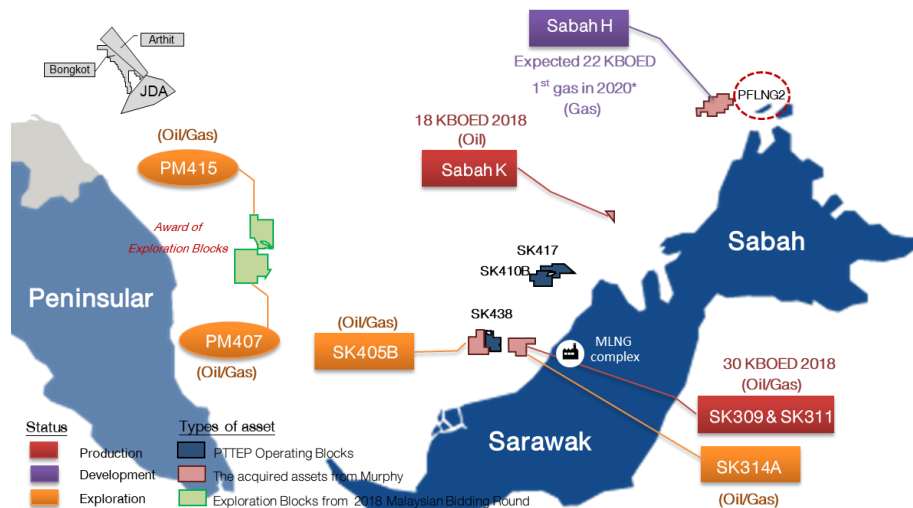 Sabah H
Expected 22 KBOED
1st gas in 2020*
(Gas)
PFLNG2
Arthit
Bongkot
JDA
(Oil/Gas)
PM415
18 KBOED 2018
(Oil)
Sabah K
Award of
Exploration Blocks
Sabah
SK417
SK410B
Peninsular
SK438
PM407
(Oil/Gas)
(Oil/Gas)
SK405B
MLNG
complex
30 KBOED 2018
(Oil/Gas)
SK309 & SK311
Sarawak
SK314A
(Oil/Gas)
Status
Production
Development
Exploration
Types of asset
PTTEP Operating Blocks
The acquired assets from Murphy
Exploration Blocks from 2018 Malaysian Bidding Round